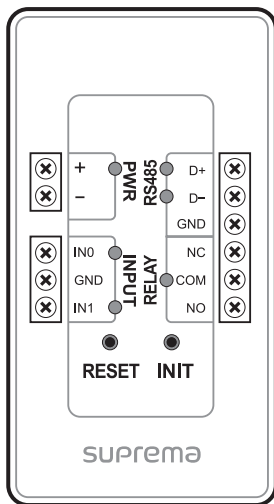 +
−
PWR
RS485
D+
D−
GND
IN0
GND
IN1
INPUT
RELAY
NC
COM
NO
RESET
INIT
suprema